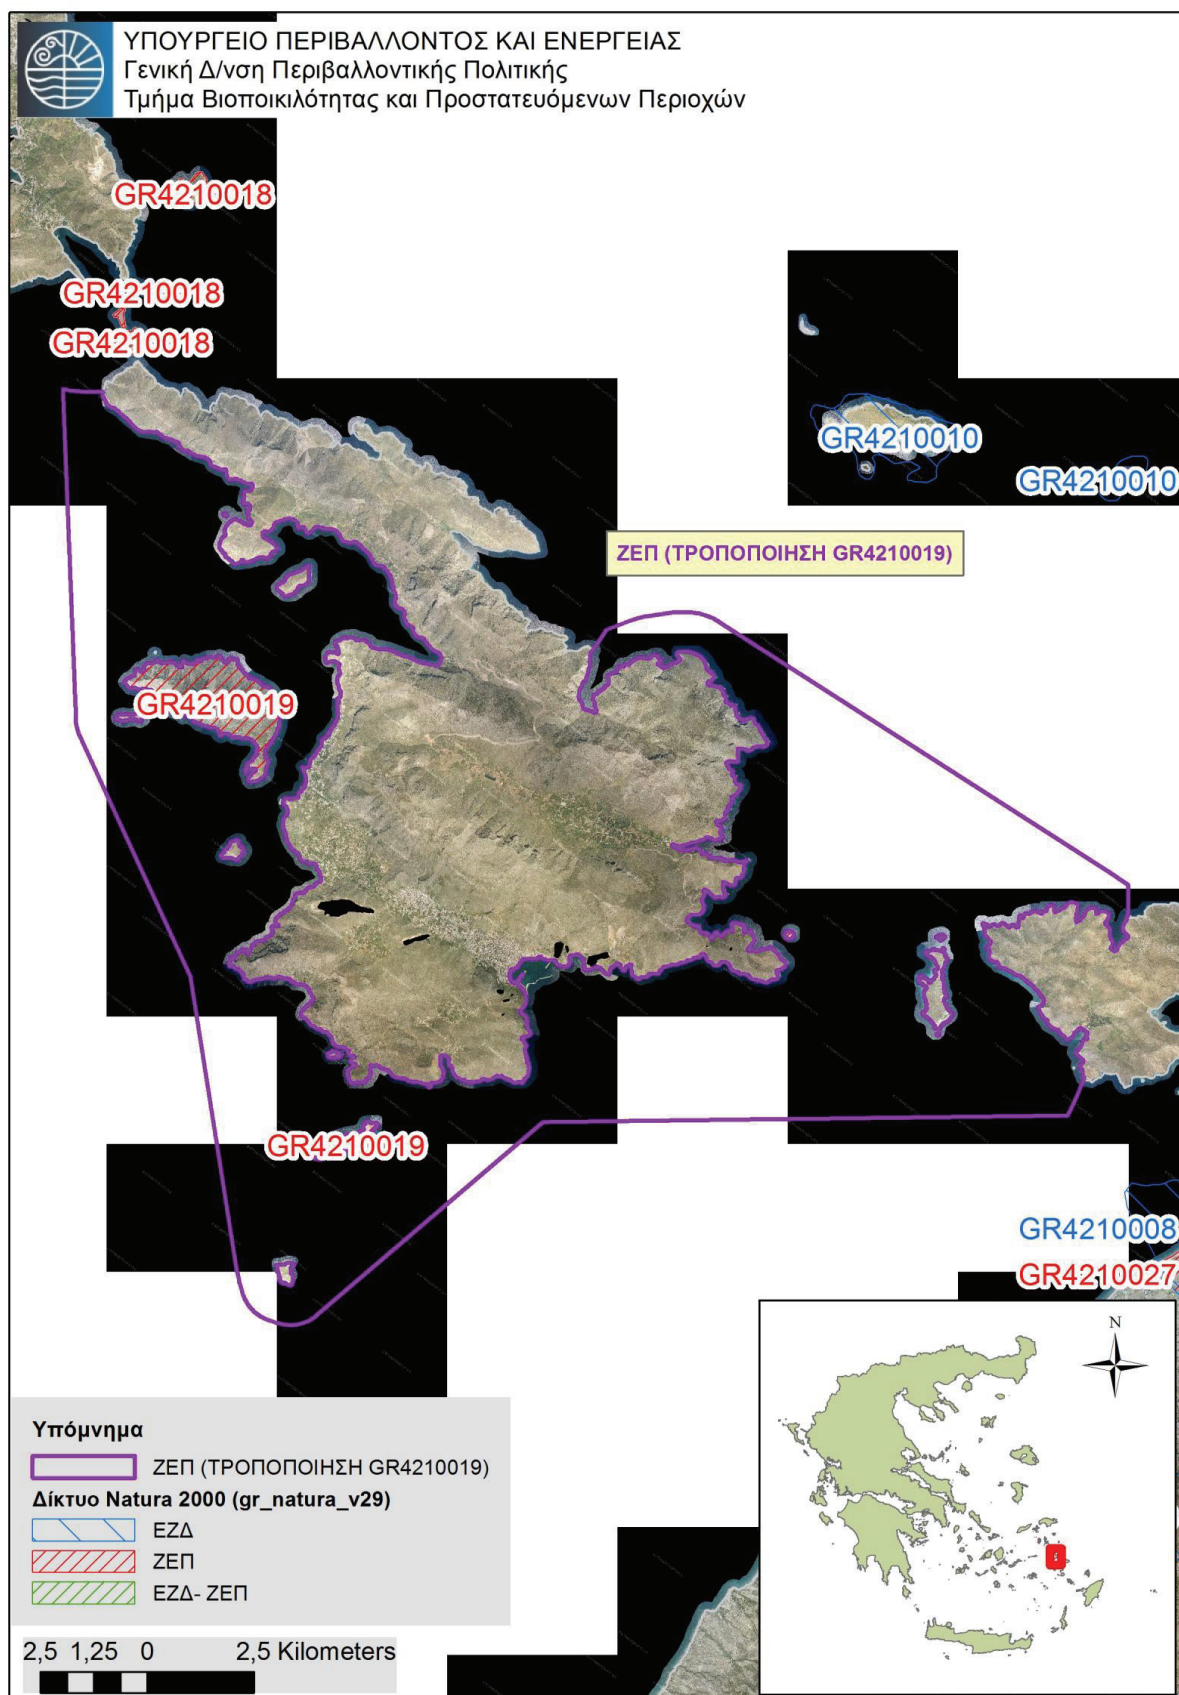 ΥΠΟΥΡΓΕΙΟ ΠΕΡΙΒΑΛΛΟΝΤΟΣ ΚΑΙ ΕΝΕΡΓΕΙΑΣ
Γενική Δ/νση Περιβαλλοντικής Πολιτικής
Τμήμα Βιοποικιλότητας και Προστατευόμενων Περιοχών
GR4210018
GR4210018
GR4210018
GR4210010
GR4210010
ΖΕΠ (ΤΡΟΠΟΠΟΙΗΣΗ GR4210019)
GR4210019
GR4210019
GR4210008
GR4210027
N
Υπόμνημα
ΖΕΠ (ΤΡΟΠΟΠΟΙΗΣΗ GR4210019)
Δίκτυο Natura 2000 (gr_natura_v29)
ΕΖΔ
ΖΕΠ
ΕΖΔ- ΖΕΠ
2,5 1,25 0 2,5 Kilometers